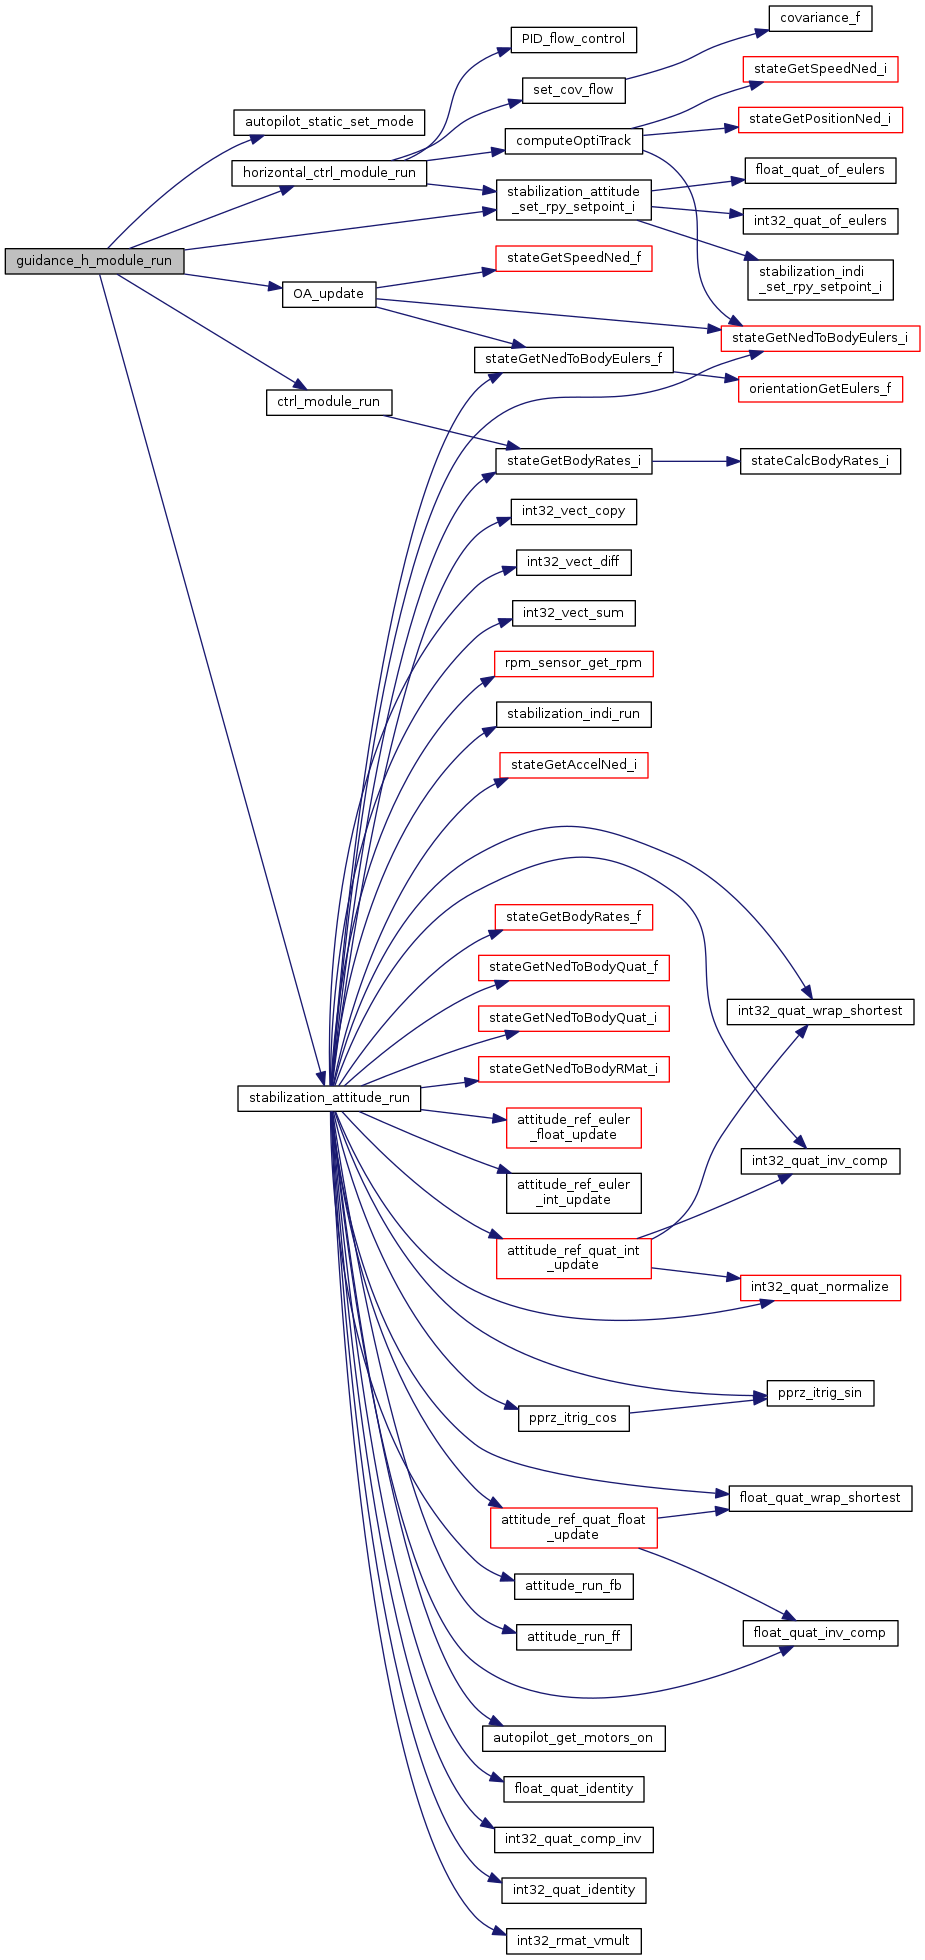 covariance_f
PID_flow_control
stateGetSpeedNed_i
set_cov_flow
stateGetPositionNed_i
autopilot_static_set_mode
computeOptiTrack
horizontal_ctrl_module_run
float_quat_of_eulers
stabilization_attitude
_set_rpy_setpoint_i
int32_quat_of_eulers
guidance_h_module_run
stateGetSpeedNed_f
stabilization_indi
_set_rpy_setpoint_i
OA_update
stateGetNedToBodyEulers_i
stateGetNedToBodyEulers_f
orientationGetEulers_f
ctrl_module_run
stateGetBodyRates_i
stateCalcBodyRates_i
int32_vect_copy
int32_vect_diff
int32_vect_sum
rpm_sensor_get_rpm
stabilization_indi_run
stateGetAccelNed_i
stateGetBodyRates_f
stateGetNedToBodyQuat_f
int32_quat_wrap_shortest
stateGetNedToBodyQuat_i
stateGetNedToBodyRMat_i
stabilization_attitude_run
attitude_ref_euler
_float_update
int32_quat_inv_comp
attitude_ref_euler
_int_update
attitude_ref_quat_int
_update
int32_quat_normalize
pprz_itrig_sin
pprz_itrig_cos
float_quat_wrap_shortest
attitude_ref_quat_float
_update
attitude_run_fb
float_quat_inv_comp
attitude_run_ff
autopilot_get_motors_on
float_quat_identity
int32_quat_comp_inv
int32_quat_identity
int32_rmat_vmult